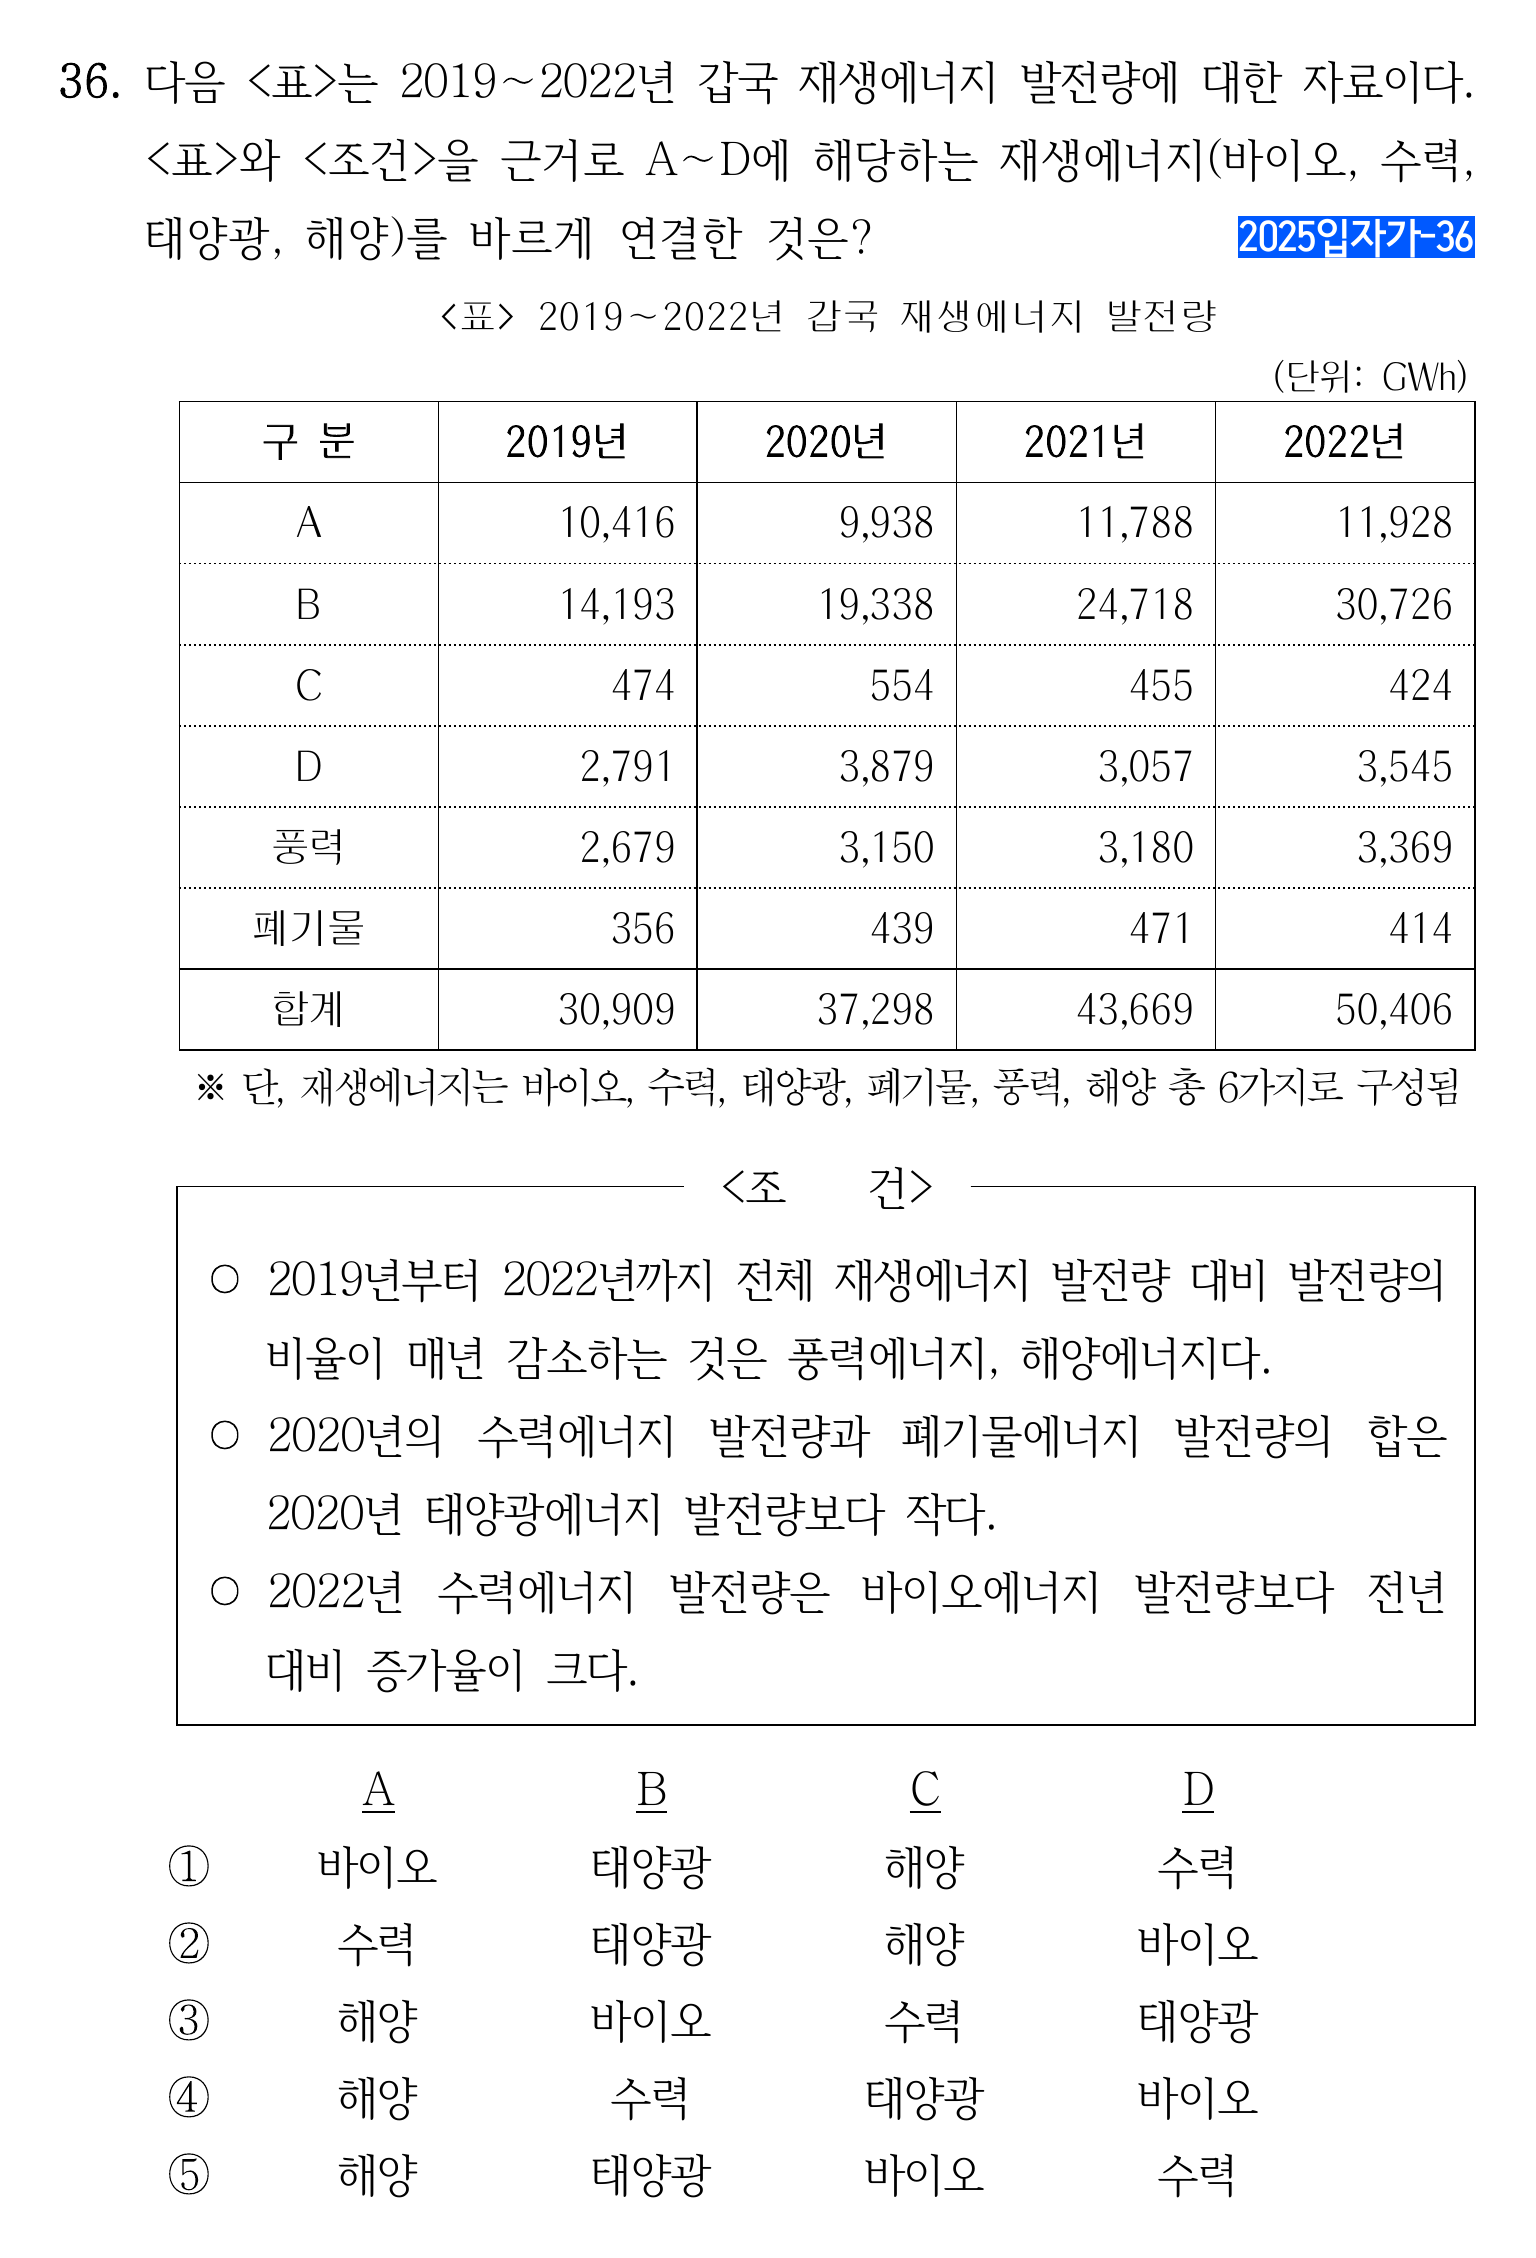 36. 다음 <표>는 2019~2022년 갑국 재생에너지 발전량에 대한 자료이다.
<표>와 <조건>을 근거로 A~D에 해당하는 재생에너지(바이오, 수력,
태양광, 해양)를 바르게 연결한 것은? 2025입자가-36
<표> 2019~2022년 갑국 재생에너지 발전량
(단위: GWh)
구 분 2019년 2020년 2021년 2022년
A 10,416 9,938 11,788 11,928
B 14,193 19,338 24,718 30,726
C 474 554 455 424
D 2,791 3,879 3,057 3,545
풍력 2,679 3,150 3,180 3,369
폐기물 356 439 471 414
합계 30,909 37,298 43,669 50,406
※ 단, 재생에너지는 바이오, 수력, 태양광, 폐기물, 풍력, 해양 총 6가지로 구성됨
<조 건>
○ 2019년부터 2022년까지 전체 재생에너지 발전량 대비 발전량의
비율이 매년 감소하는 것은 풍력에너지, 해양에너지다.
○ 2020년의 수력에너지 발전량과 폐기물에너지 발전량의 합은
2020년 태양광에너지 발전량보다 작다.
○ 2022년 수력에너지 발전량은 바이오에너지 발전량보다 전년
대비 증가율이 크다.
A B C D
① 바이오 태양광 해양 수력
② 수력 태양광 해양 바이오
③ 해양 바이오 수력 태양광
④ 해양 수력 태양광 바이오
⑤ 해양 태양광 바이오 수력